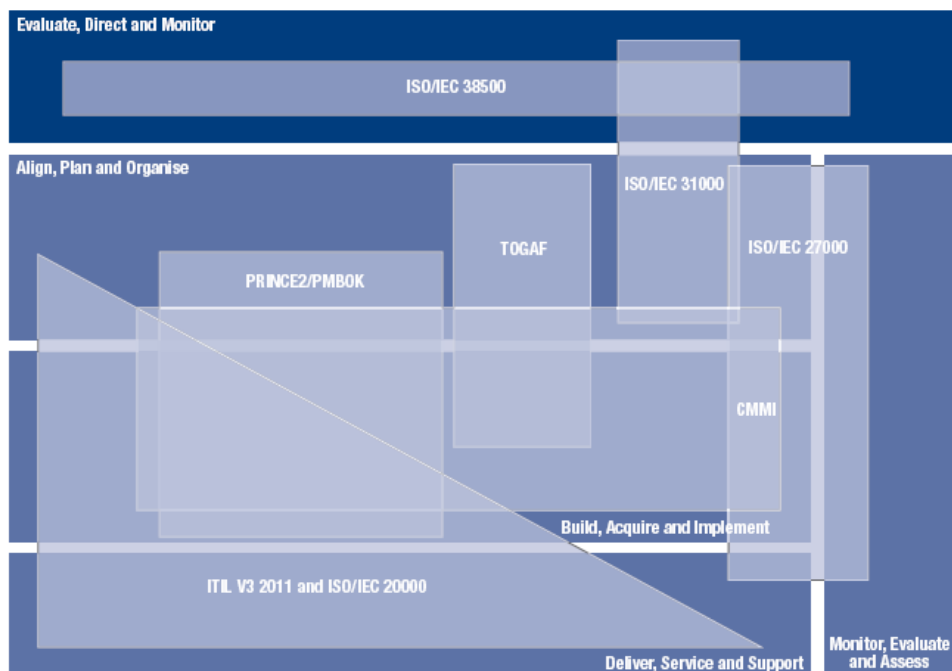 Evaluate, Direct and Monitor
ISO/IEC 38500
Align, Plan and Organise
ISO/IEC 31000
TOGAF
ISO/IEC 27000
PRINCE2/PMBOK
CMMI
Build, Acquire and Implement
ITIL V3 2011 and ISO/IEC 20000
Deliver, Service and Support
Monitor, Evaluate
and Assess